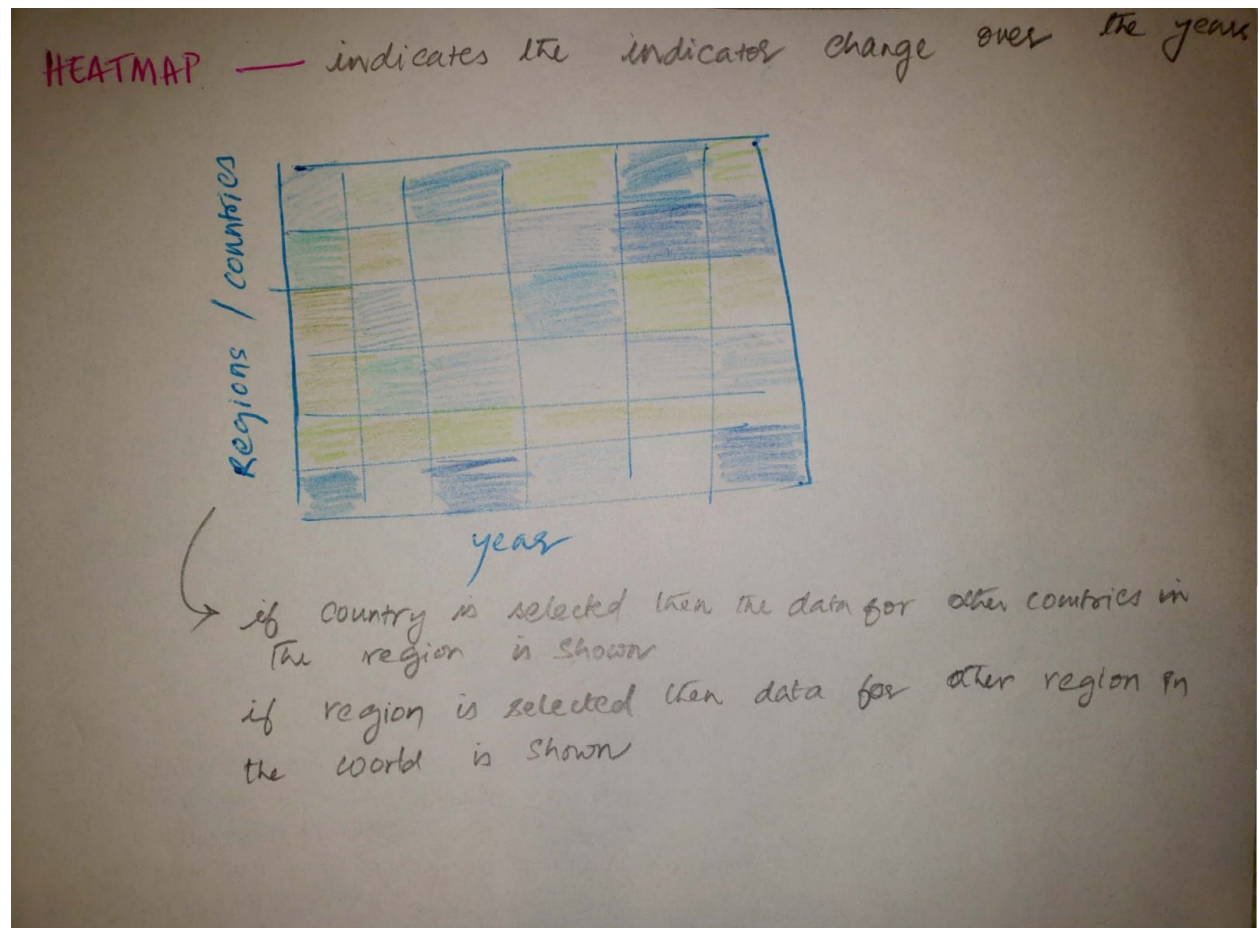 HEATMAP — indicates the indicator change over the years
Regions / countries
year
if country is selected then the data for other countries in
the region is shown
if region is selected then data for other region in
the world is shown